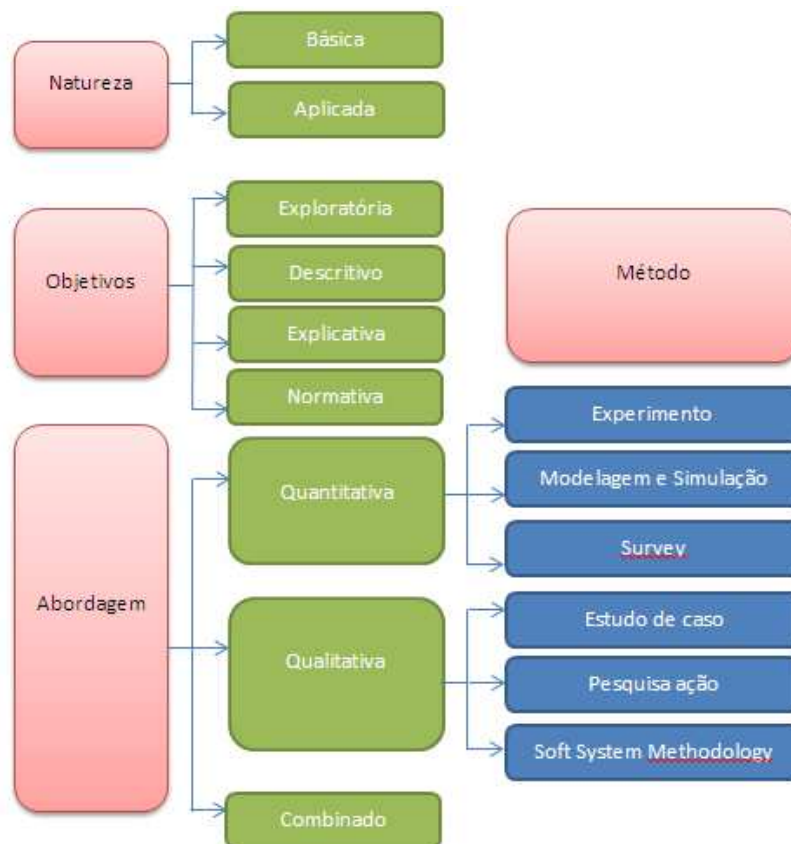 Natureza
Básica
Aplicada
Objetivos
Exploratória
Descritivo
Explicativa
Normativa
Método
Abordagem
Quantitativa
Experimento
Modelagem e Simulação
Survey
Qualitativa
Estudo de caso
Pesquisa ação
Soft System Methodology
Combinado